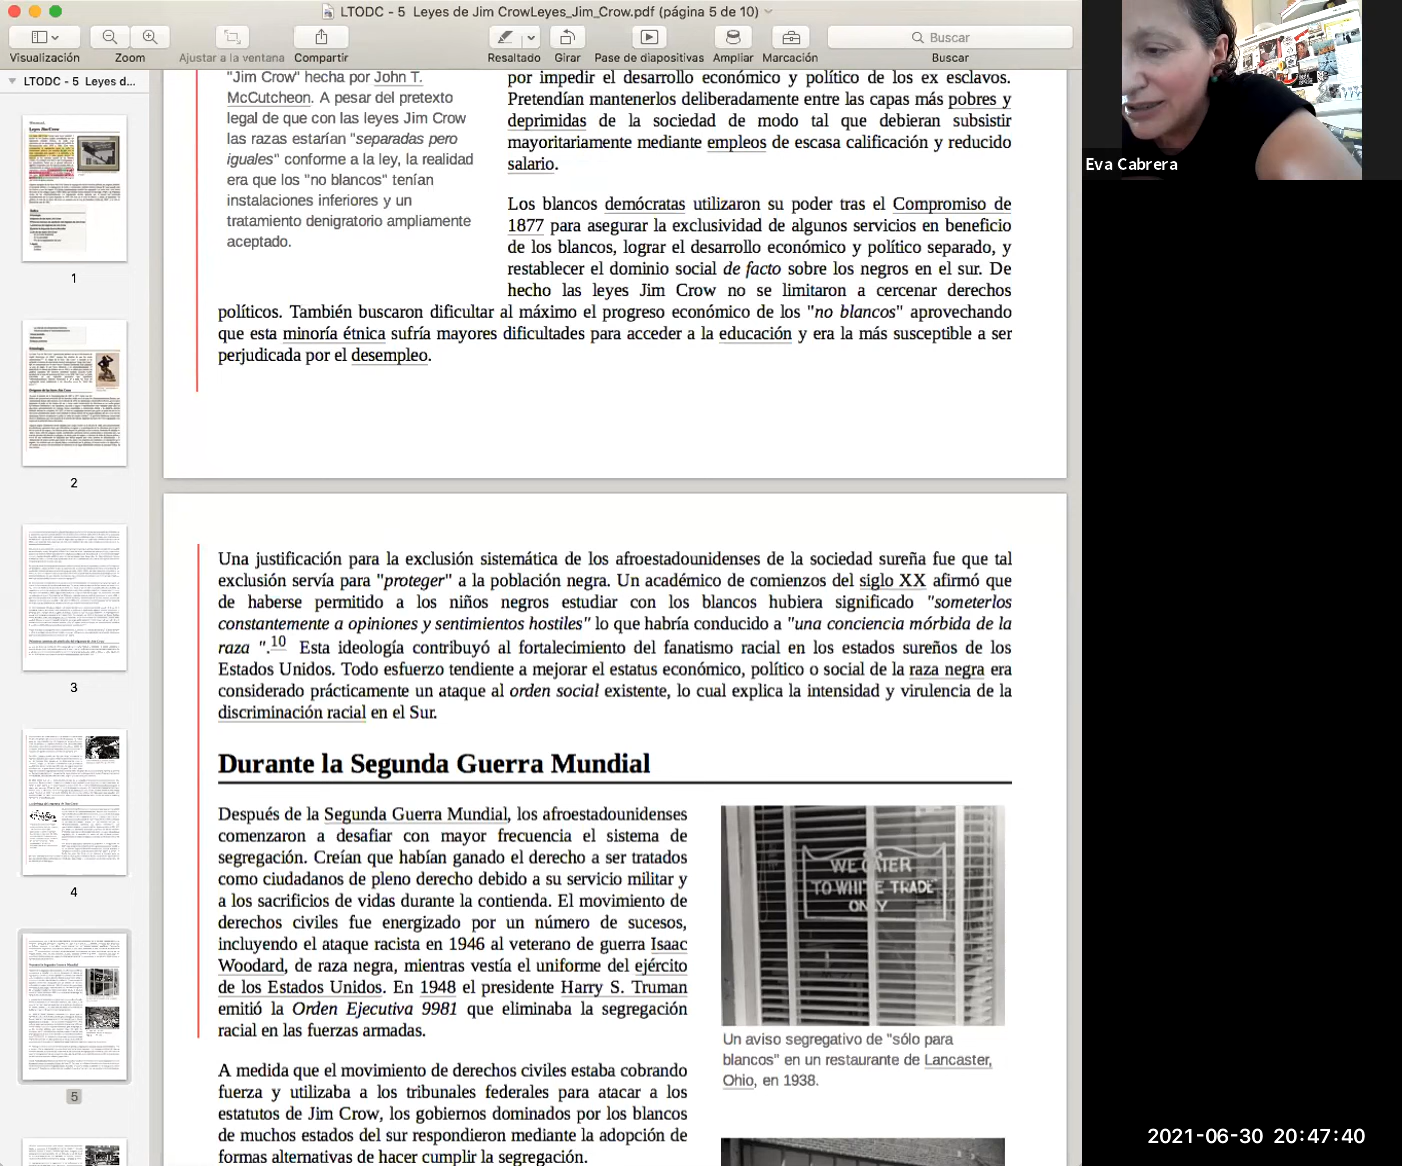 LTODC - 5 Leyes de Jim CrowLeyes_Jim_Crow.pdf (página 5 de 10)
Buscar
Visualización
Zoom
Ajustar a la ventana
Compartir
Resaltado
Girar
Pase de diapositivas
Ampliar
Marcación
Buscar
LTODC - 5 Leyes d...
1
2
3
4
5
"Jim Crow" hecha por John T.
McCutcheon. A pesar del pretexto
legal de que con las leyes Jim Crow
las razas estarían "separadas pero
iguales" conforme a la ley, la realidad
era que los "no blancos" tenían
instalaciones inferiores y un
tratamiento denigratorio ampliamente
aceptado.
por impedir el desarrollo económico y político de los ex esclavos.
Pretendían mantenerlos deliberadamente entre las capas más pobres y
deprimidas de la sociedad de modo tal que debieran subsistir
mayoritariamente mediante empleos de escasa calificación y reducido
salario.
Los blancos demócratas utilizaron su poder tras el Compromiso de
1877 para asegurar la exclusividad de algunos servicios en beneficio
de los blancos, lograr el desarrollo económico y político separado, y
restablecer el dominio social de facto sobre los negros en el sur. De
hecho las leyes Jim Crow no se limitaron a cercenar derechos
políticos. También buscaron dificultar al máximo el progreso económico de los "no blancos" aprovechando
que esta minoría étnica sufría mayores dificultades para acceder a la educación y era la más susceptible a ser
perjudicada por el desempleo.
Una justificación para la exclusión sistemática de los afroestadounidenses de la sociedad sureña fue que tal
exclusión servía para "proteger" a la población negra. Un académico de comienzos del siglo XX afirmó que
de haberse permitido a los niños negros estudiar con los blancos hubiera significado "someterlos
constantemente a opiniones y sentimientos hostiles" lo que habría conducido a "una conciencia mórbida de la
raza ".10 Esta ideología contribuyó al fortalecimiento del fanatismo racial en los estados sureños de los
Estados Unidos. Todo esfuerzo tendiente a mejorar el estatus económico, político o social de la raza negra era
considerado prácticamente un ataque al orden social existente, lo cual explica la intensidad y virulencia de la
discriminación racial en el Sur.
Durante la Segunda Guerra Mundial
Después de la Segunda Guerra Mundial, los afroestadounidenses
comenzaron a desafiar con mayor frecuencia el sistema de
segregación. Creían que habían ganado el derecho a ser tratados
como ciudadanos de pleno derecho debido a su servicio militar y
a los sacrificios de vidas durante la contienda. El movimiento de
derechos civiles fue energizado por un número de sucesos,
incluyendo el ataque racista en 1946 al veterano de guerra Isaac
Woodard, de raza negra, mientras vestía el uniforme del ejército
de los Estados Unidos. En 1948 el presidente Harry S. Truman
emitió la Orden Ejecutiva 9981 que eliminaba la segregación
racial en las fuerzas armadas.
A medida que el movimiento de derechos civiles estaba cobrando
fuerza y utilizaba a los tribunales federales para atacar a los
estatutos de Jim Crow, los gobiernos dominados por los blancos
de muchos estados del sur respondieron mediante la adopción de
formas alternativas de hacer cumplir la segregación.
WE CATER
TO WHITE TRADE
ONLY
Un aviso segregativo de "sólo para
blancos" en un restaurante de Lancaster,
Ohio, en 1938.
Eva Cabrera
2021-06-30 20:47:40